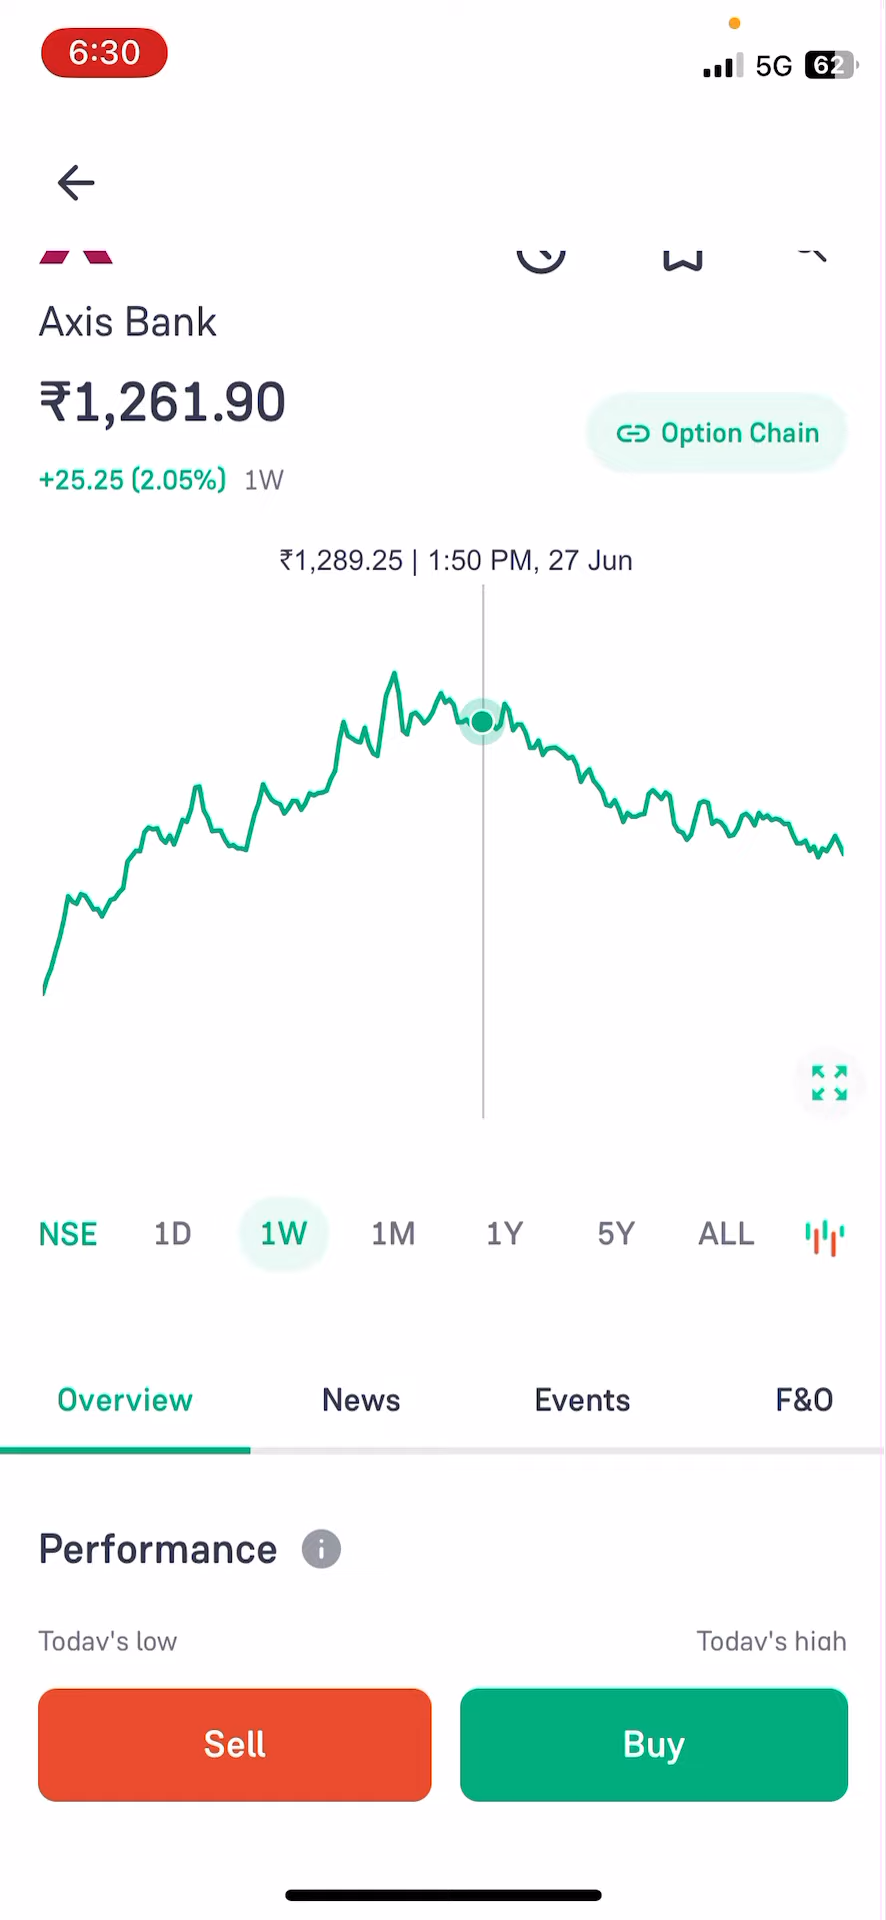 6:30
5G 62
Axis Bank
₹1,261.90
Option Chain
+25.25 (2.05%) 1W
₹1,289.25 | 1:50 PM, 27 Jun
NSE 1D 1W 1M 1Y 5Y ALL
Overview News Events F&O
Performance
Today's low Today's high
Sell Buy